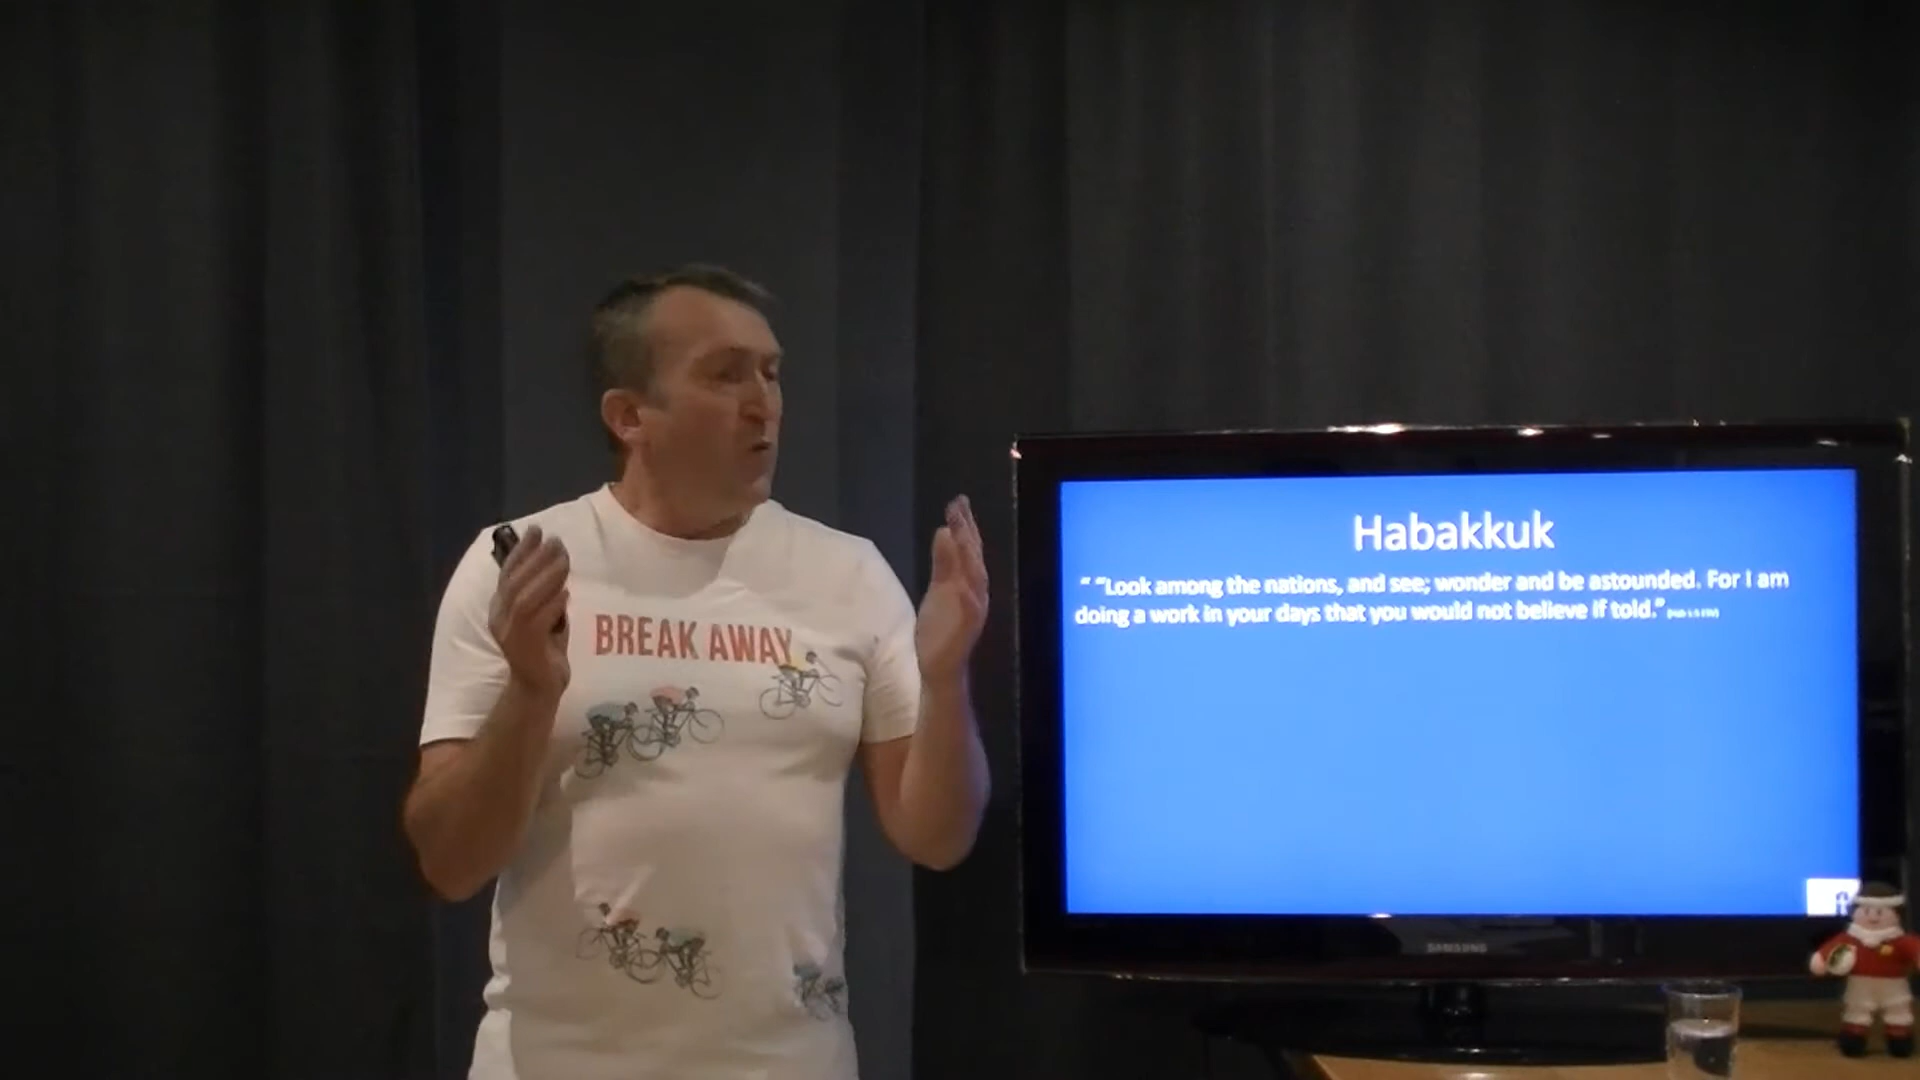 BREAK AWAY
Habakkuk
“ “Look among the nations, and see; wonder and be astounded. For I am
doing a work in your days that you would not believe if told.”
SAMSUNG